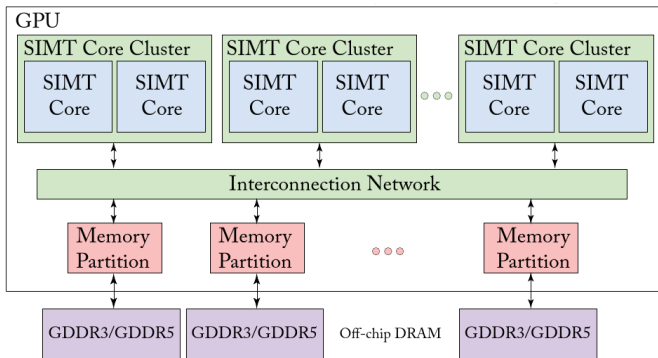 GPU
SIMT Core Cluster
SIMT Core
SIMT Core
SIMT Core Cluster
SIMT Core
SIMT Core
SIMT Core Cluster
SIMT Core
SIMT Core
Interconnection Network
Memory
Partition
Memory
Partition
Memory
Partition
GDDR3/GDDR5
GDDR3/GDDR5
Off-chip DRAM
GDDR3/GDDR5